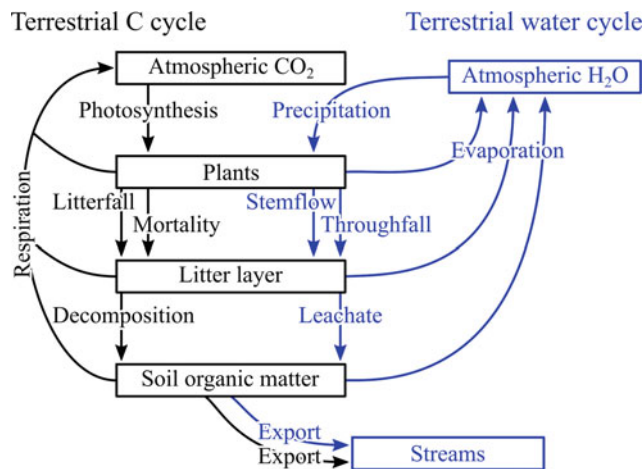 Terrestrial C cycle
Terrestrial water cycle
Atmospheric CO₂
Atmospheric H₂O
Photosynthesis
Precipitation
Evaporation
Plants
Litterfall
Stemflow
Mortality
Throughfall
Respiration
Litter layer
Decomposition
Leachate
Soil organic matter
Export
Export
Streams